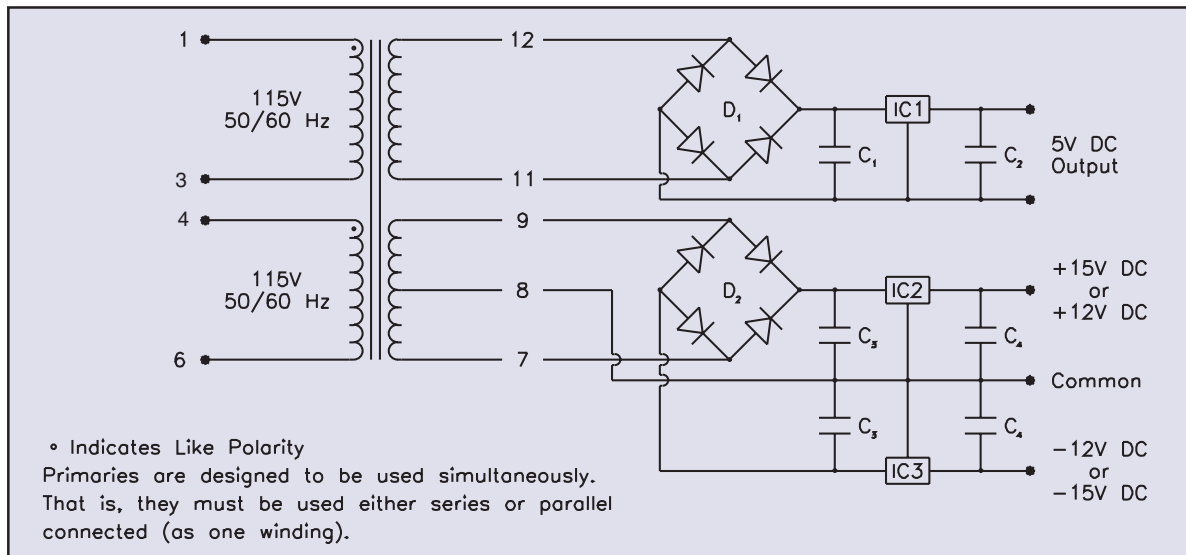 1
12
115V
50/60 Hz
D₁
IC1
C₁
C₂
5V DC
Output
3
11
4
9
115V
50/60 Hz
8
D₂
IC2
C₃
C₄
+15V DC
or
+12V DC
6
7
Common
C₃
C₄
IC3
-12V DC
or
-15V DC
∘ Indicates Like Polarity
Primaries are designed to be used simultaneously.
That is, they must be used either series or parallel
connected (as one winding).